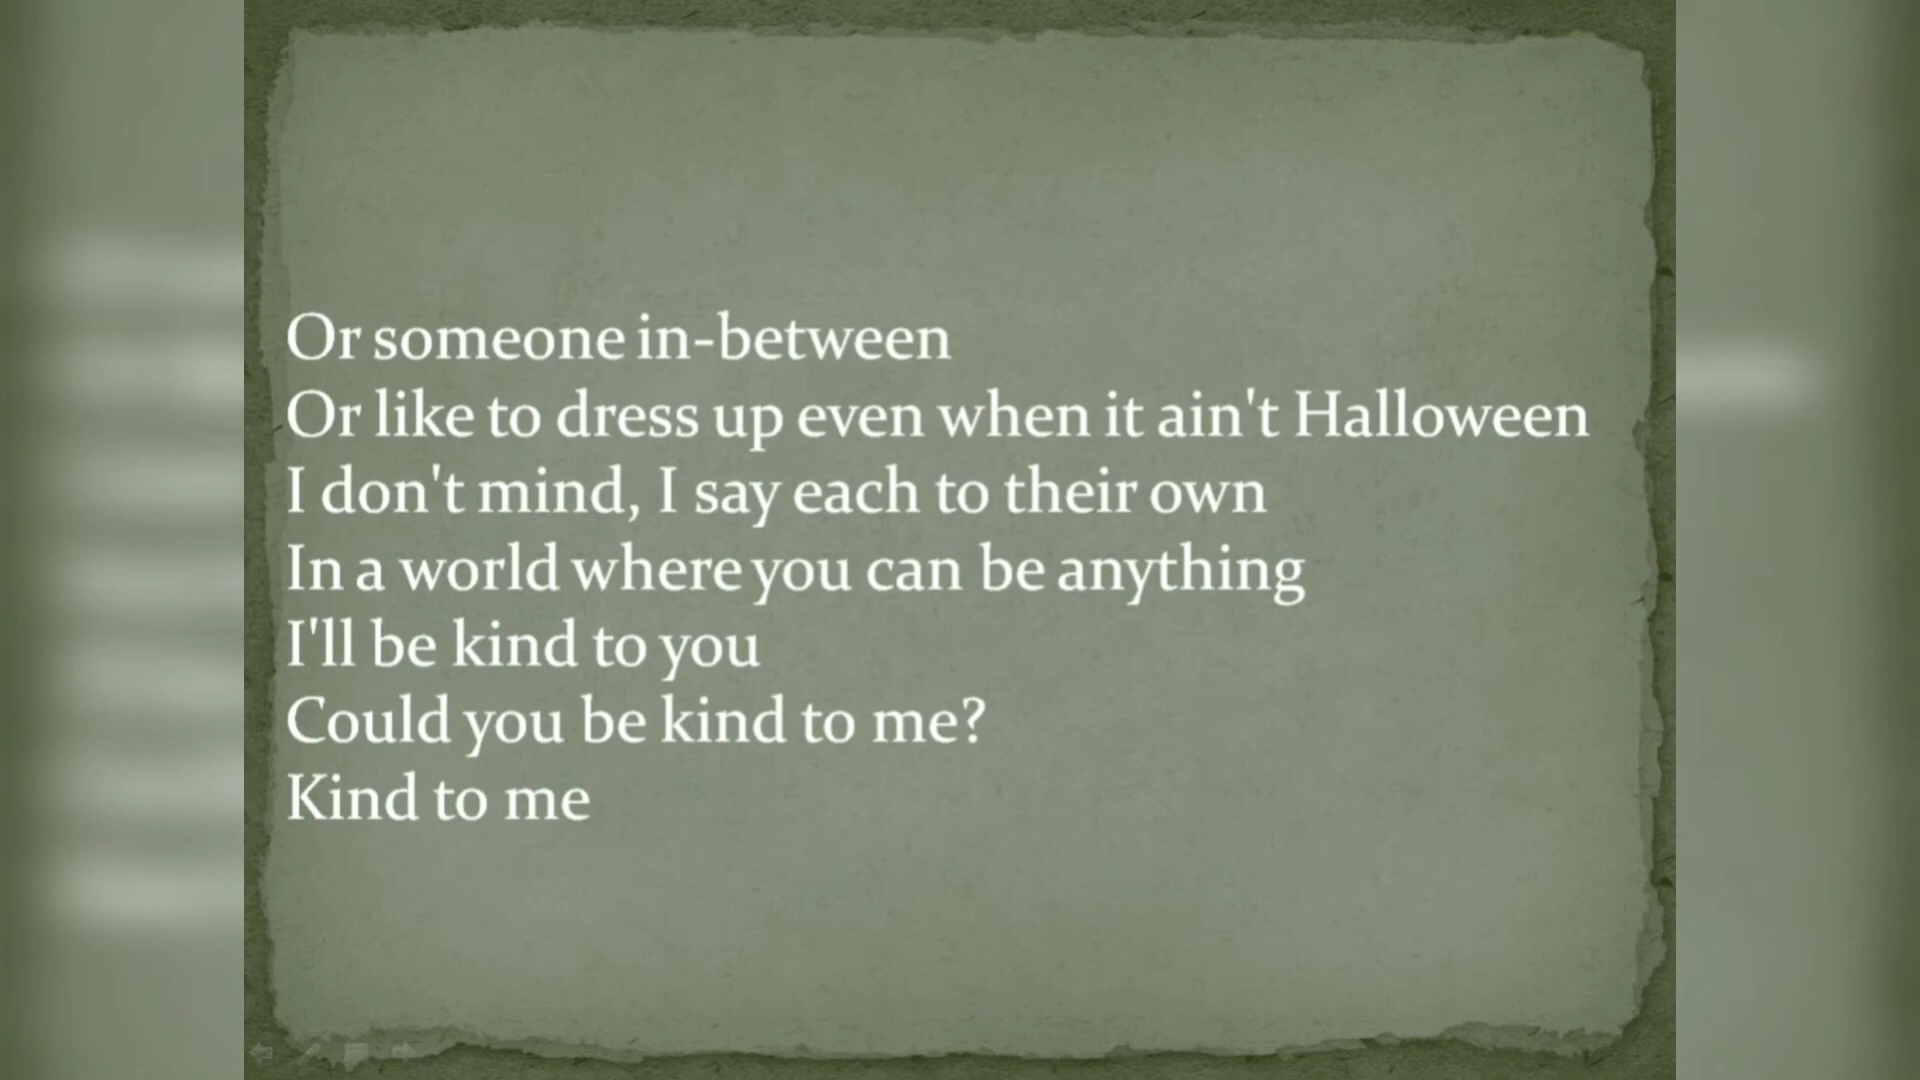 Or someone in-between
Or like to dress up even when it ain't Halloween
I don't mind, I say each to their own
In a world where you can be anything
I'll be kind to you
Could you be kind to me?
Kind to me